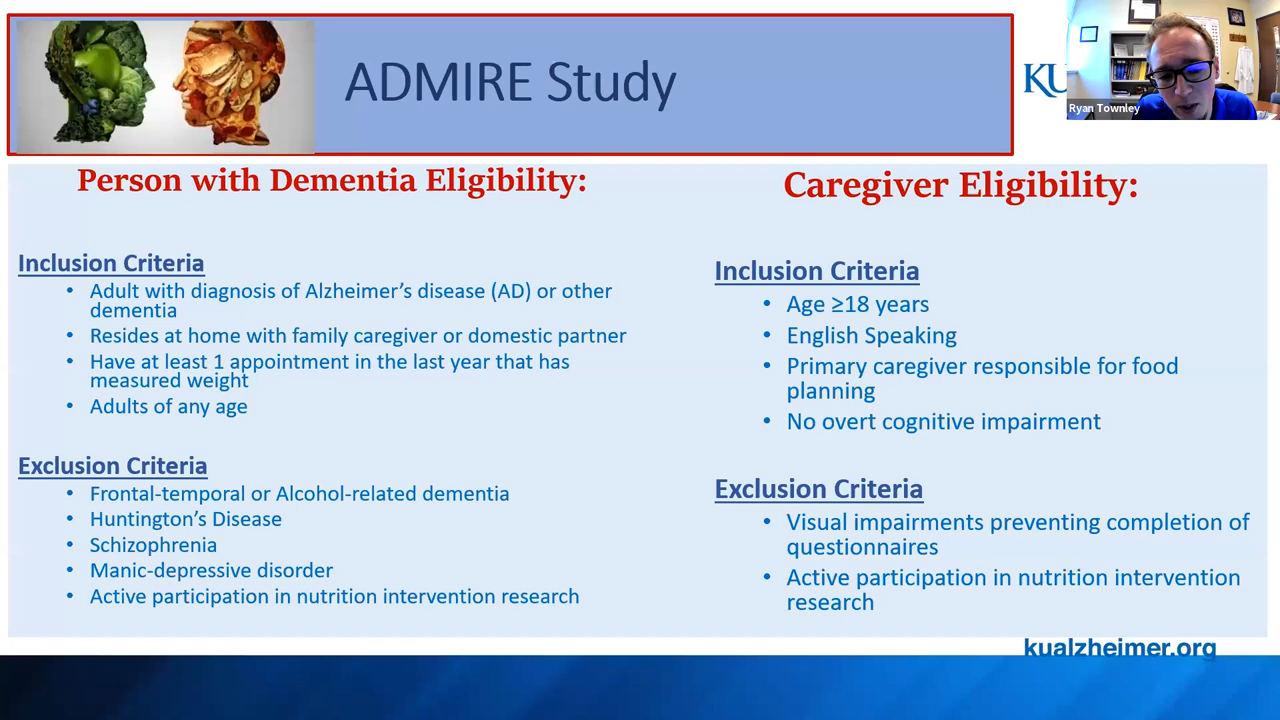 ADMIRE Study
KU
Ryan Townley
Person with Dementia Eligibility:
Inclusion Criteria
• Adult with diagnosis of Alzheimer's disease (AD) or other
dementia
• Resides at home with family caregiver or domestic partner
• Have at least 1 appointment in the last year that has
measured weight
• Adults of any age
Exclusion Criteria
• Frontal-temporal or Alcohol-related dementia
• Huntington's Disease
• Schizophrenia
• Manic-depressive disorder
• Active participation in nutrition intervention research
Caregiver Eligibility:
Inclusion Criteria
• Age ≥18 years
• English Speaking
• Primary caregiver responsible for food
planning
• No overt cognitive impairment
Exclusion Criteria
• Visual impairments preventing completion of
questionnaires
• Active participation in nutrition intervention
research
kualzheimer.org